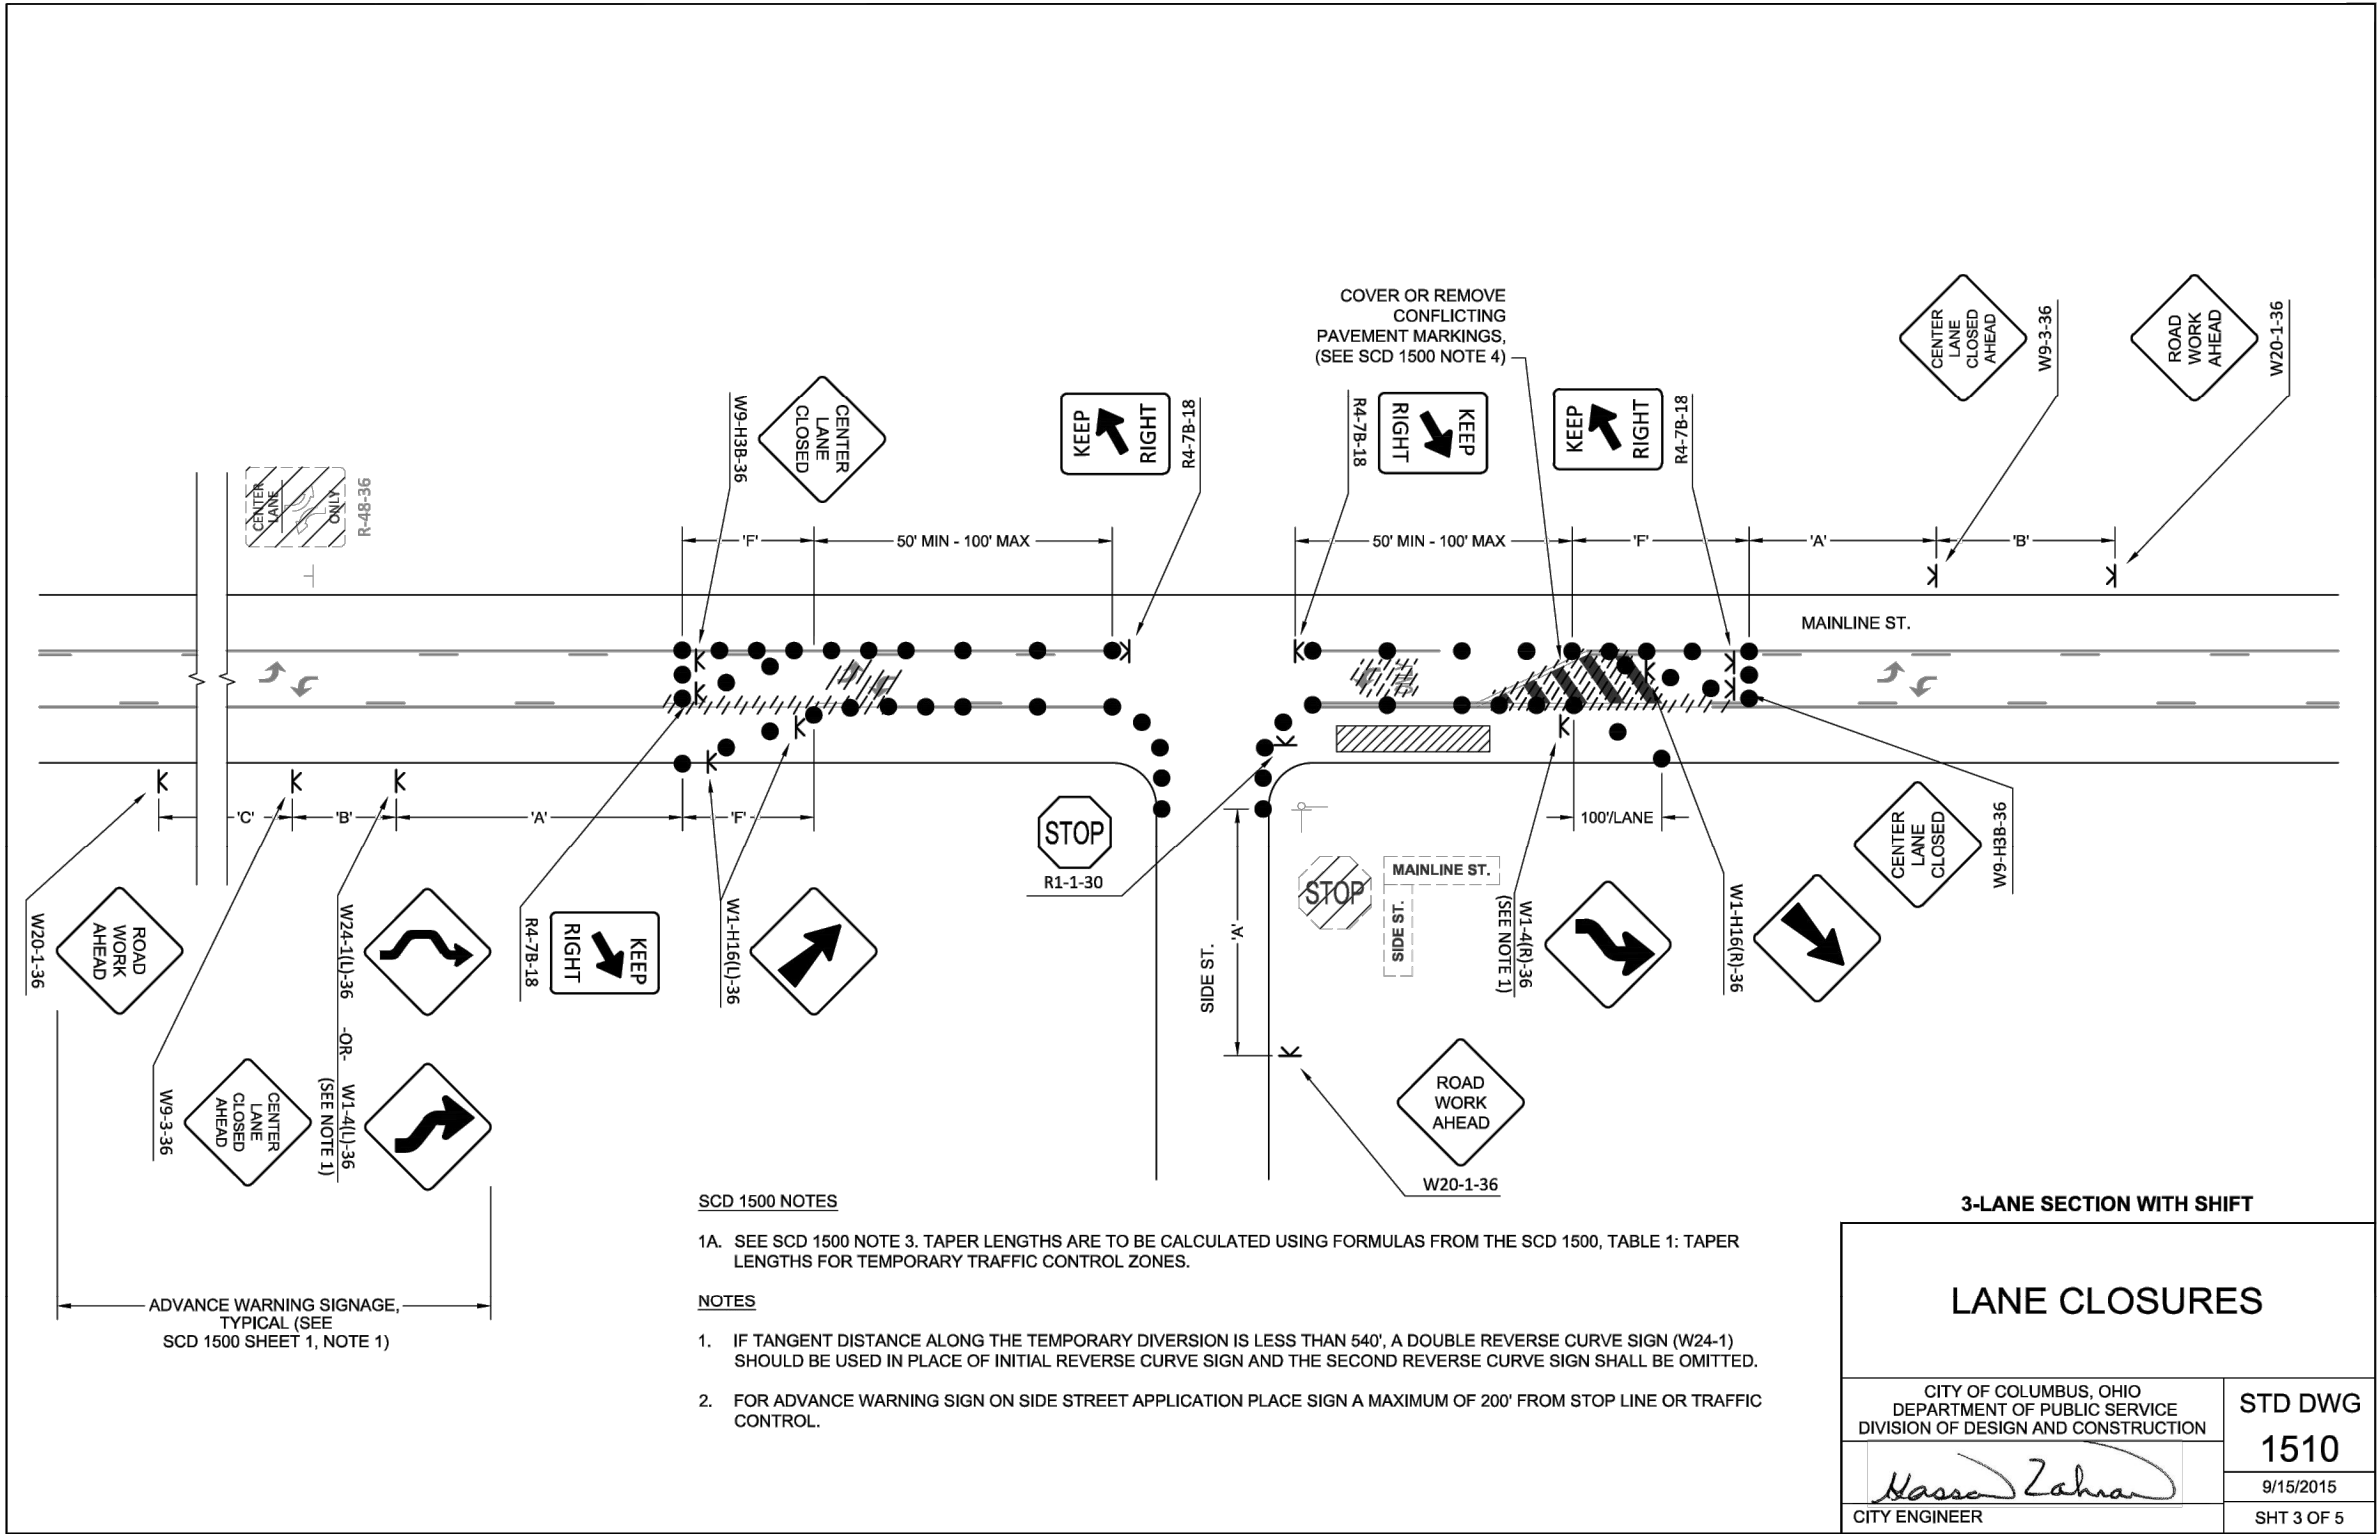 COVER OR REMOVE
CONFLICTING
PAVEMENT MARKINGS,
(SEE SCD 1500 NOTE 4)
CENTER
LANE
CLOSED
AHEAD
W9-3-36
ROAD
WORK
AHEAD
W20-1-36
W9-H3B-36
CENTER
LANE
CLOSED
KEEP
RIGHT
R4-7B-18
R4-7B-18
KEEP
RIGHT
KEEP
RIGHT
R4-7B-18
CENTER
LANE
ONLY
R-48-36
'F'
50' MIN - 100' MAX
50' MIN - 100' MAX
'F'
'A'
'B'
MAINLINE ST.
'C'
'B'
'A'
'F'
100'/LANE
STOP
R1-1-30
'A'
SIDE ST.
STOP
MAINLINE ST.
SIDE ST.
W1-4(R)-36
(SEE NOTE 1)
W1-H16(R)-36
CENTER
LANE
CLOSED
W9-H3B-36
W20-1-36
ROAD
WORK
AHEAD
W24-1(L)-36 -OR- W1-4(L)-36
(SEE NOTE 1)
R4-7B-18
KEEP
RIGHT
W1-H16(L)-36
W9-3-36
CENTER
LANE
CLOSED
AHEAD
ROAD
WORK
AHEAD
W20-1-36
ADVANCE WARNING SIGNAGE,
TYPICAL (SEE
SCD 1500 SHEET 1, NOTE 1)
SCD 1500 NOTES
1A. SEE SCD 1500 NOTE 3. TAPER LENGTHS ARE TO BE CALCULATED USING FORMULAS FROM THE SCD 1500, TABLE 1: TAPER
LENGTHS FOR TEMPORARY TRAFFIC CONTROL ZONES.
NOTES
1. IF TANGENT DISTANCE ALONG THE TEMPORARY DIVERSION IS LESS THAN 540', A DOUBLE REVERSE CURVE SIGN (W24-1)
SHOULD BE USED IN PLACE OF INITIAL REVERSE CURVE SIGN AND THE SECOND REVERSE CURVE SIGN SHALL BE OMITTED.
2. FOR ADVANCE WARNING SIGN ON SIDE STREET APPLICATION PLACE SIGN A MAXIMUM OF 200' FROM STOP LINE OR TRAFFIC
CONTROL.
3-LANE SECTION WITH SHIFT
LANE CLOSURES
CITY OF COLUMBUS, OHIO
DEPARTMENT OF PUBLIC SERVICE
DIVISION OF DESIGN AND CONSTRUCTION
STD DWG
1510
9/15/2015
CITY ENGINEER
SHT 3 OF 5